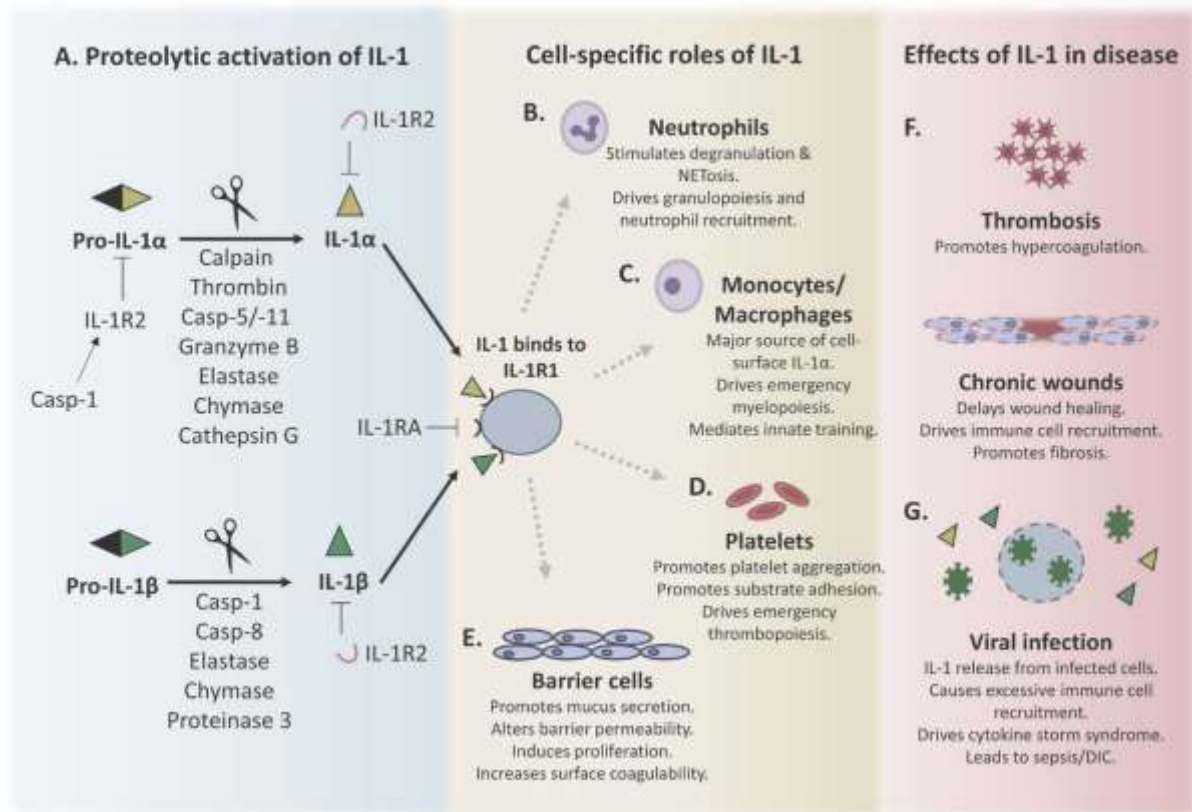 A. Proteolytic activation of IL-1
IL-1R2
Pro-IL-1α
IL-1α
Calpain
Thrombin
Casp-5/-11
Granzyme B
Elastase
Chymase
Cathepsin G
IL-1R2
Casp-1
IL-1RA
Pro-IL-1β
IL-1β
Casp-1
Casp-8
Elastase
Chymase
Proteinase 3
IL-1R2
Cell-specific roles of IL-1
IL-1 binds to
IL-1R1
B.
Neutrophils
Stimulates degranulation &
NETosis.
Drives granulopoiesis and
neutrophil recruitment.
C.
Monocytes/
Macrophages
Major source of cell-
surface IL-1α.
Drives emergency
myelopoiesis.
Mediates innate training.
D.
Platelets
Promotes platelet aggregation.
Promotes substrate adhesion.
Drives emergency
thrombopoiesis.
E.
Barrier cells
Promotes mucus secretion.
Alters barrier permeability.
Induces proliferation.
Increases surface coagulability.
Effects of IL-1 in disease
F.
Thrombosis
Promotes hypercoagulation.
Chronic wounds
Delays wound healing.
Drives immune cell recruitment.
Promotes fibrosis.
G.
Viral infection
IL-1 release from infected cells.
Causes excessive immune cell
recruitment.
Drives cytokine storm syndrome.
Leads to sepsis/DIC.